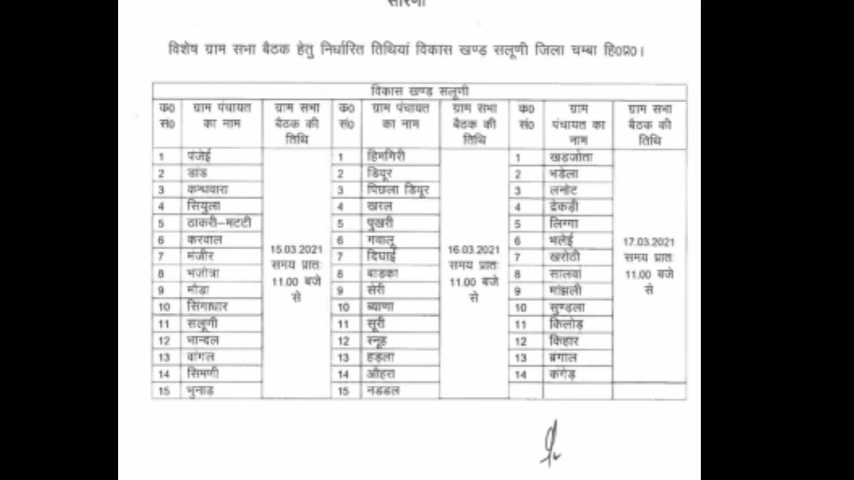 सारणी
विशेष ग्राम सभा बैठक हेतु निर्धारित तिथियां विकास खण्ड सलूणी जिला चम्बा हि0प्र0।
विकास खण्ड सलूणी
क0 सं0 ग्राम पंचायत का नाम ग्राम सभा बैठक की तिथि क0 सं0 ग्राम पंचायत का नाम ग्राम सभा बैठक की तिथि क0 सं0 ग्राम पंचायत का नाम ग्राम सभा बैठक की तिथि
1 पंजेई 1 हिमगिरी 1 खडजोता
2 डांड 2 डियूर 2 भडेला
3 कन्धवारा 3 पिछला डियूर 3 लनोट
4 सियुला 4 खरल 4 द्रेकड़ी
5 ठाकरी-मटटी 5 पुखरी 5 लिग्गा
6 करवाल 6 गवालू 6 भलेई
7 मंजीर 7 दिघाई 7 खरोठी
8 भजोत्रा 8 बाड़का 8 सालवां
9 मौड़ा 9 सेरी 9 मांझली
10 सिंगाधार 10 ब्याणा 10 सुण्डला
11 सलूणी 11 सूरी 11 किलोड़
12 भान्दल 12 स्नूह 12 किहार
13 वांगल 13 हड़ला 13 ब्रंगाल
14 सिमणी 14 औहरा 14 कंगेड़
15 भुनाड़ 15 नडडल
15.03.2021 समय प्रातः 11.00 बजे से
16.03.2021 समय प्रातः 11.00 बजे से
17.03.2021 समय प्रातः 11.00 बजे से